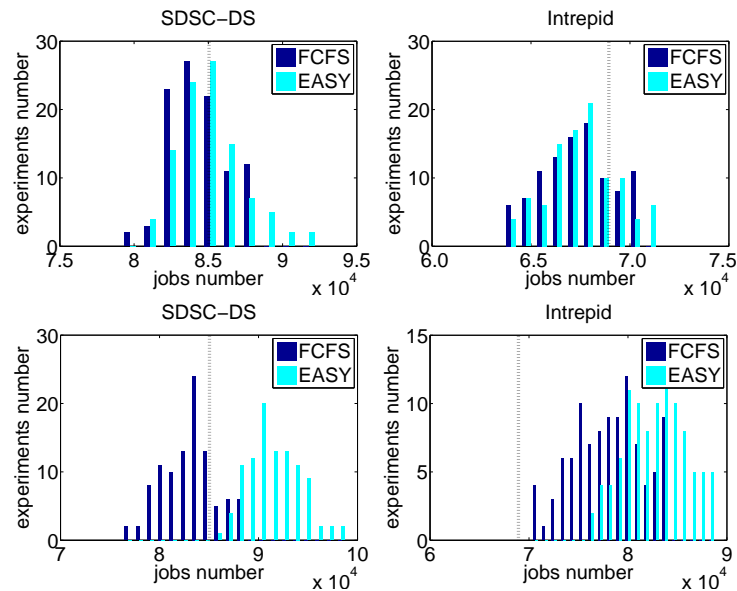 SDSC-DS
experiments number
30
20
10
0
FCFS
EASY
7.5 8 8.5 9 9.5
jobs number
x 10^4
Intrepid
experiments number
30
20
10
0
FCFS
EASY
6.0 6.5 7.0 7.5
jobs number
x 10^4
SDSC-DS
experiments number
30
20
10
0
FCFS
EASY
7 8 9 10
jobs number
x 10^4
Intrepid
experiments number
15
10
5
0
FCFS
EASY
6 7 8 9
jobs number
x 10^4